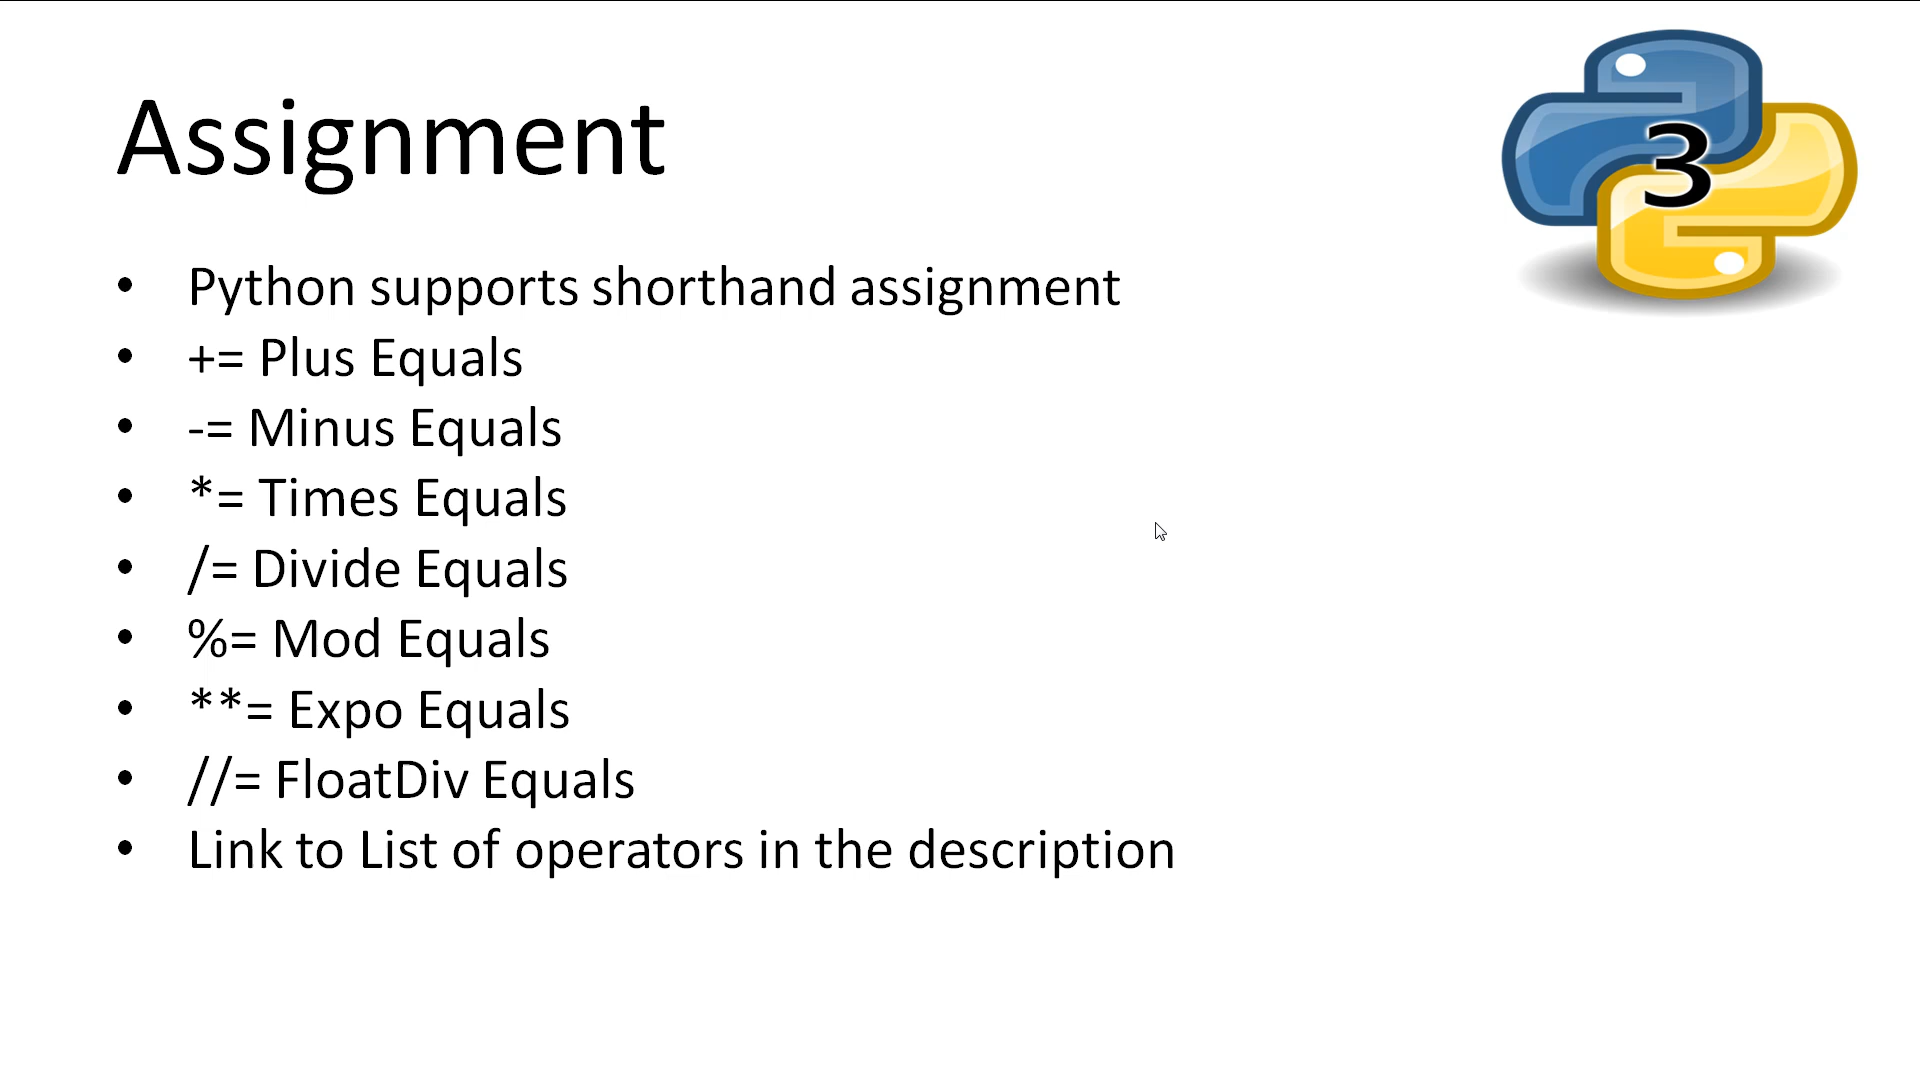 Assignment
3
• Python supports shorthand assignment
• += Plus Equals
• -= Minus Equals
• *= Times Equals
• /= Divide Equals
• %= Mod Equals
• **= Expo Equals
• //= FloatDiv Equals
• Link to List of operators in the description